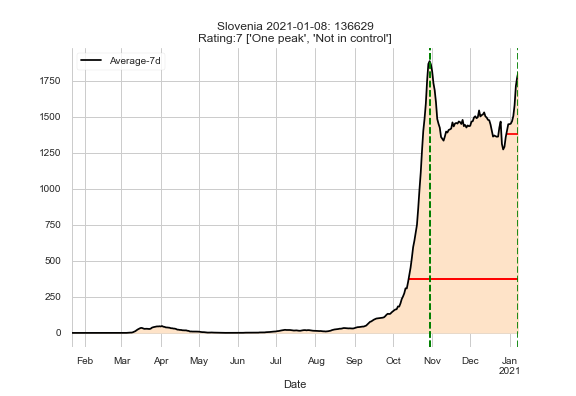 Slovenia 2021-01-08: 136629
Rating:7 ['One peak', 'Not in control']
Average-7d
1750
1500
1250
1000
750
500
250
0
Feb Mar Apr May Jun Jul Aug Sep Oct Nov Dec Jan
2021
Date